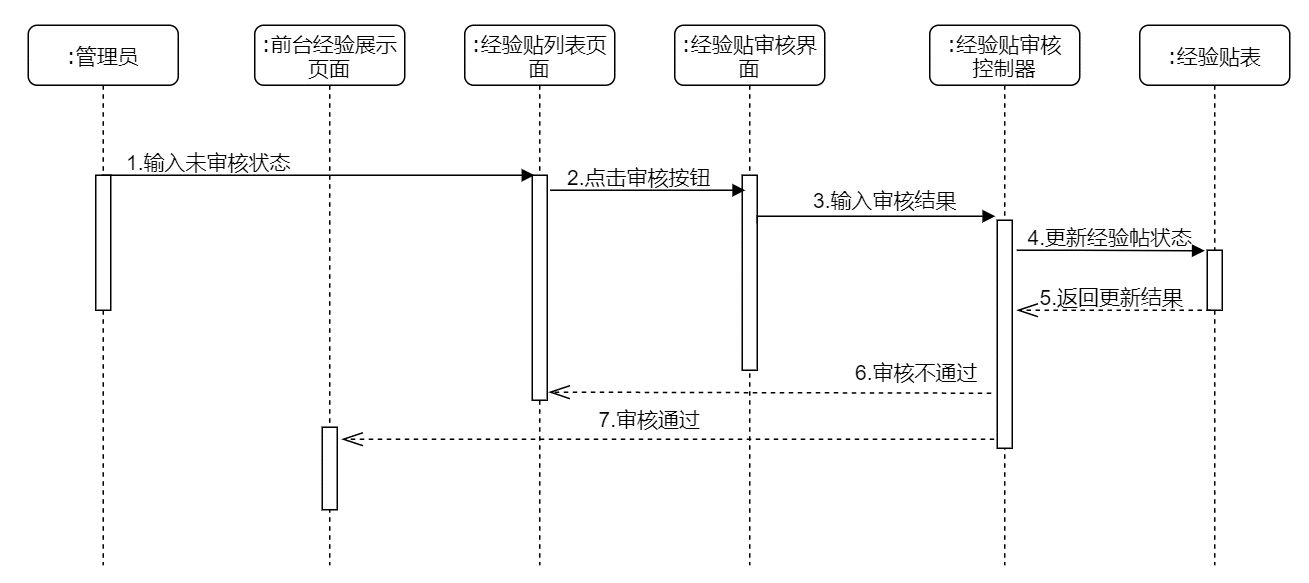 :管理员
:前台经验展示
页面
:经验贴列表页
面
:经验贴审核界
面
:经验贴审核
控制器
:经验贴表
1.输入未审核状态
2.点击审核按钮
3.输入审核结果
4.更新经验帖状态
5.返回更新结果
6.审核不通过
7.审核通过